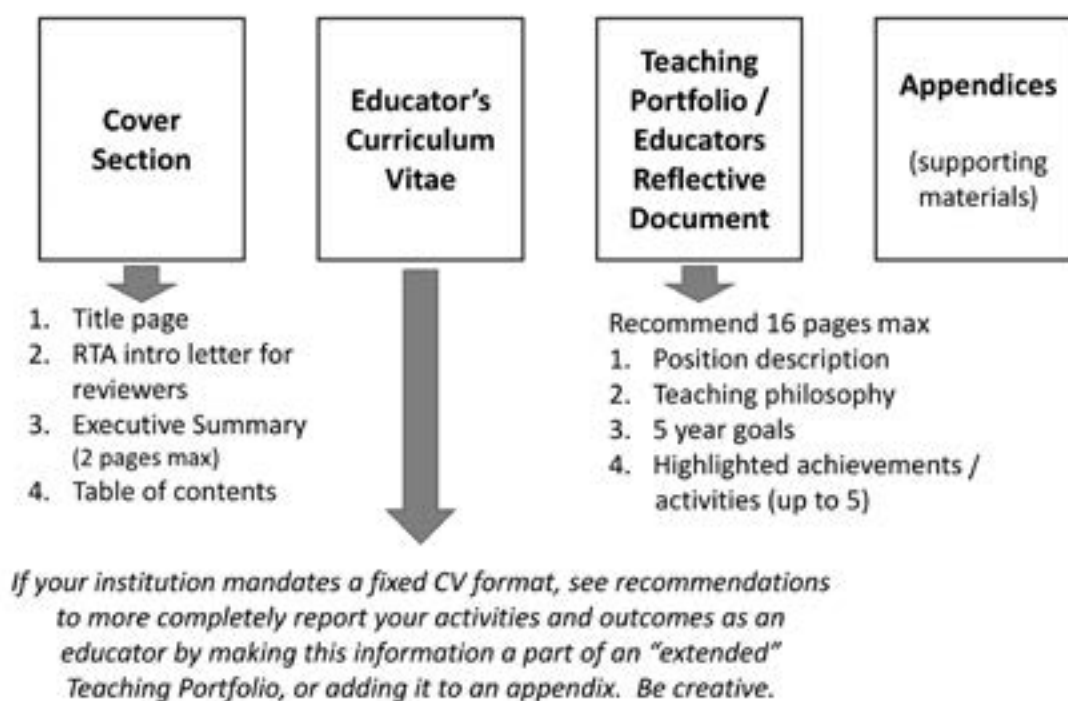 Cover
Section
Educator's
Curriculum
Vitae
Teaching
Portfolio /
Educators
Reflective
Document
Appendices
(supporting
materials)
1. Title page
2. RTA intro letter for
reviewers
3. Executive Summary
(2 pages max)
4. Table of contents
Recommend 16 pages max
1. Position description
2. Teaching philosophy
3. 5 year goals
4. Highlighted achievements /
activities (up to 5)
If your institution mandates a fixed CV format, see recommendations
to more completely report your activities and outcomes as an
educator by making this information a part of an “extended”
Teaching Portfolio, or adding it to an appendix. Be creative.